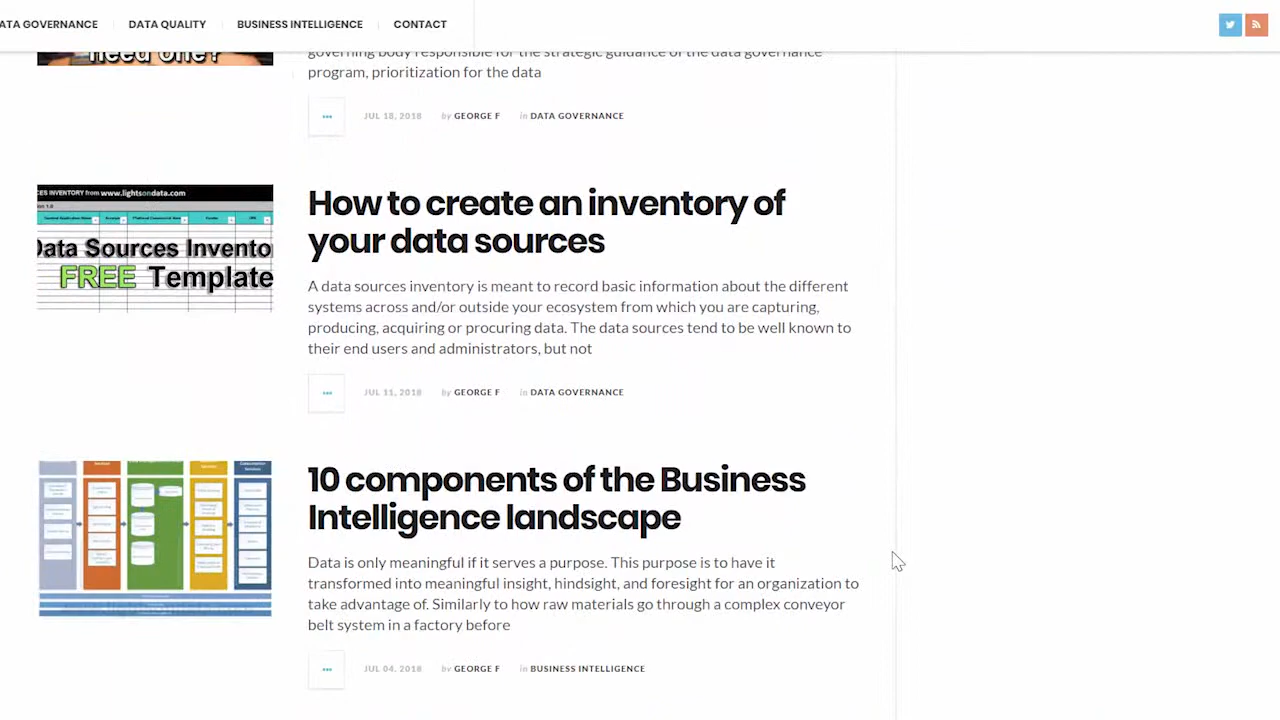 ATA GOVERNANCE
DATA QUALITY
BUSINESS INTELLIGENCE
CONTACT
need one?
governing body responsible for the strategic guidance of the data governance
program, prioritization for the data
JUL 18, 2018 by GEORGE F in DATA GOVERNANCE
CES INVENTORY from www.lightsondata.com
Data Sources Invento
FREE Template
How to create an inventory of
your data sources
A data sources inventory is meant to record basic information about the different
systems across and/or outside your ecosystem from which you are capturing,
producing, acquiring or procuring data. The data sources tend to be well known to
their end users and administrators, but not
JUL 11, 2018 by GEORGE F in DATA GOVERNANCE
10 components of the Business
Intelligence landscape
Data is only meaningful if it serves a purpose. This purpose is to have it
transformed into meaningful insight, hindsight, and foresight for an organization to
take advantage of. Similarly to how raw materials go through a complex conveyor
belt system in a factory before
JUL 04, 2018 by GEORGE F in BUSINESS INTELLIGENCE